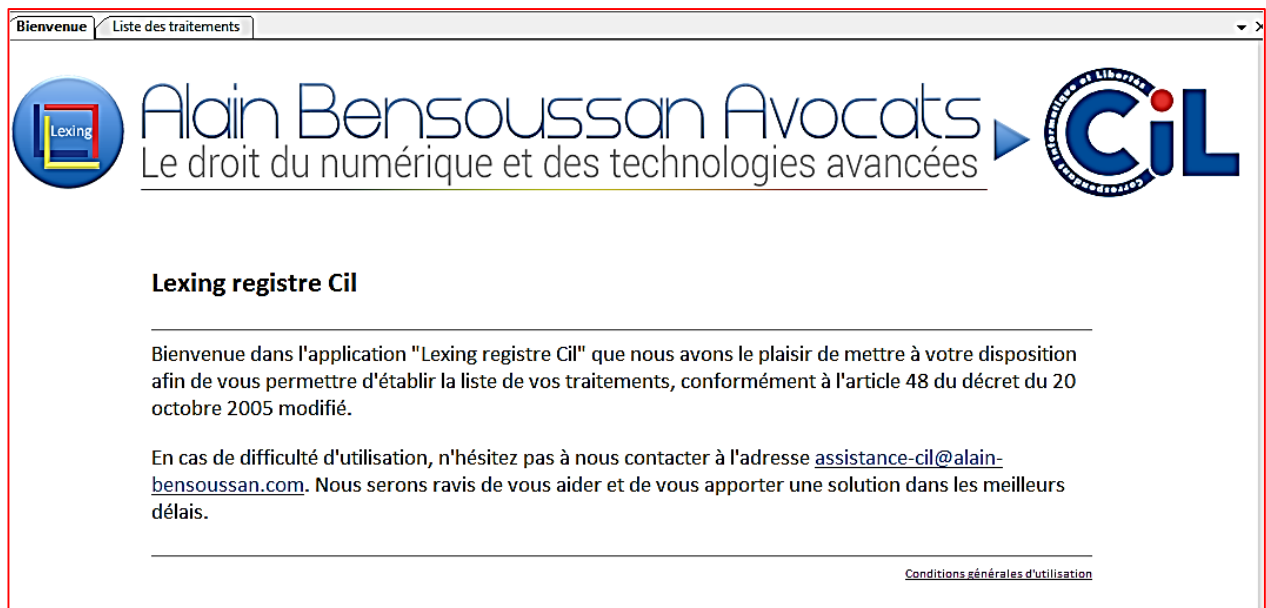 Bienvenue
Liste des traitements
Lexing
Alain Bensoussan Avocats
Le droit du numérique et des technologies avancées
CiL
Correspondant Informatique et Libertés
Lexing registre Cil
Bienvenue dans l'application "Lexing registre Cil" que nous avons le plaisir de mettre à votre disposition
afin de vous permettre d'établir la liste de vos traitements, conformément à l'article 48 du décret du 20
octobre 2005 modifié.
En cas de difficulté d'utilisation, n'hésitez pas à nous contacter à l'adresse assistance-cil@alain-
bensoussan.com. Nous serons ravis de vous aider et de vous apporter une solution dans les meilleurs
délais.
Conditions générales d'utilisation